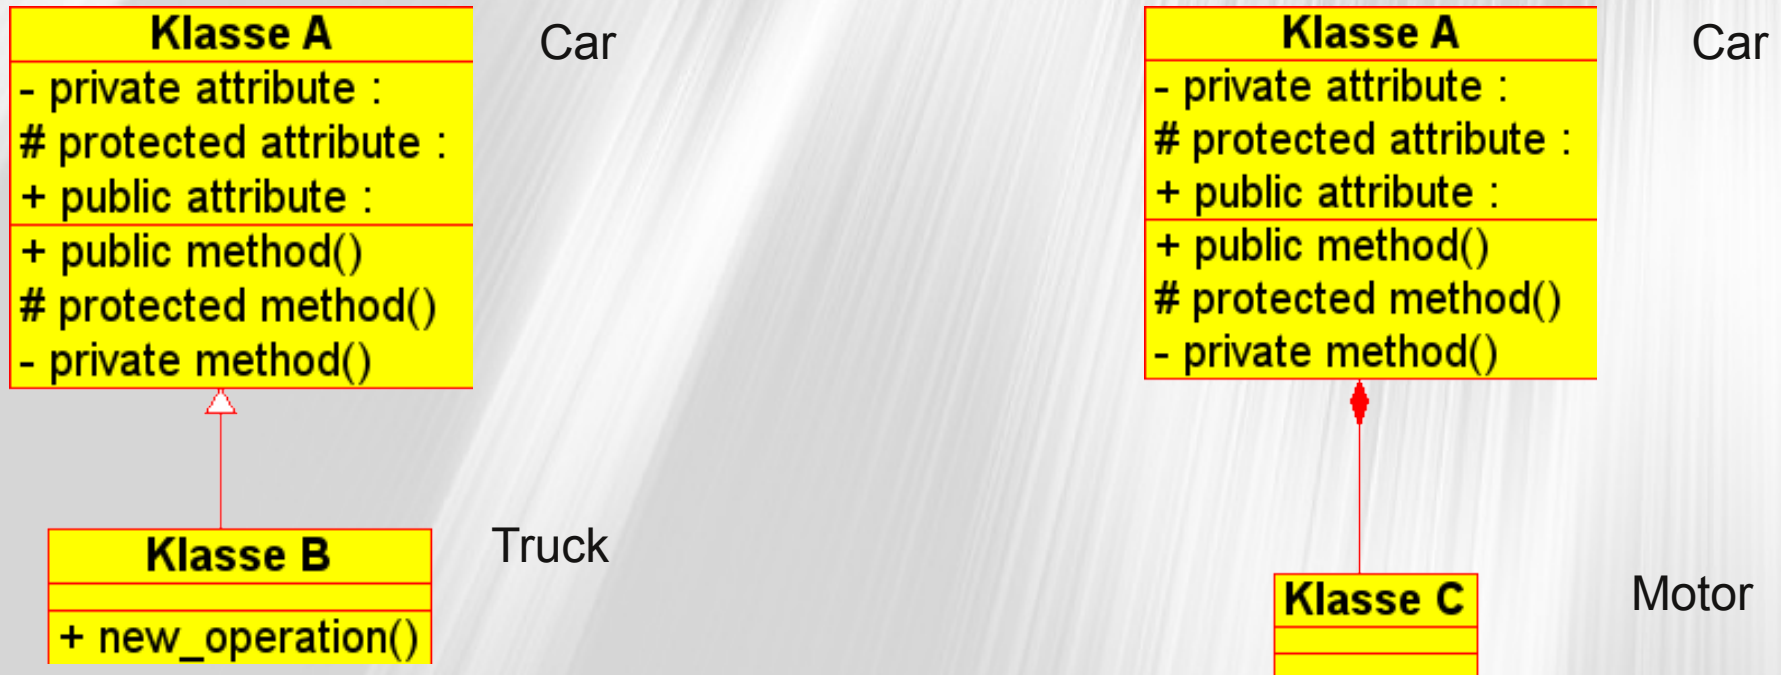 Klasse A
- private attribute :
# protected attribute :
+ public attribute :
+ public method()
# protected method()
- private method()
Car
Klasse B
+ new_operation()
Truck
Klasse A
- private attribute :
# protected attribute :
+ public attribute :
+ public method()
# protected method()
- private method()
Car
Klasse C
Motor